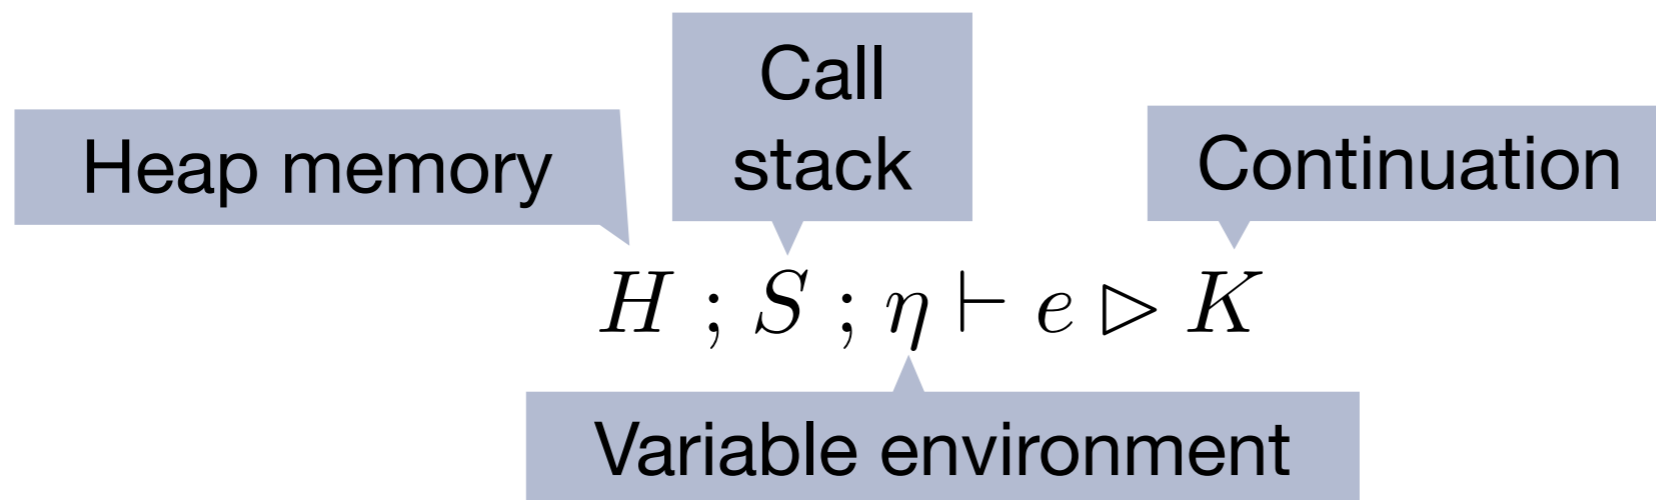 Call
stack
Heap memory
Continuation
H ; S ; η ⊢ e ▷ K
Variable environment